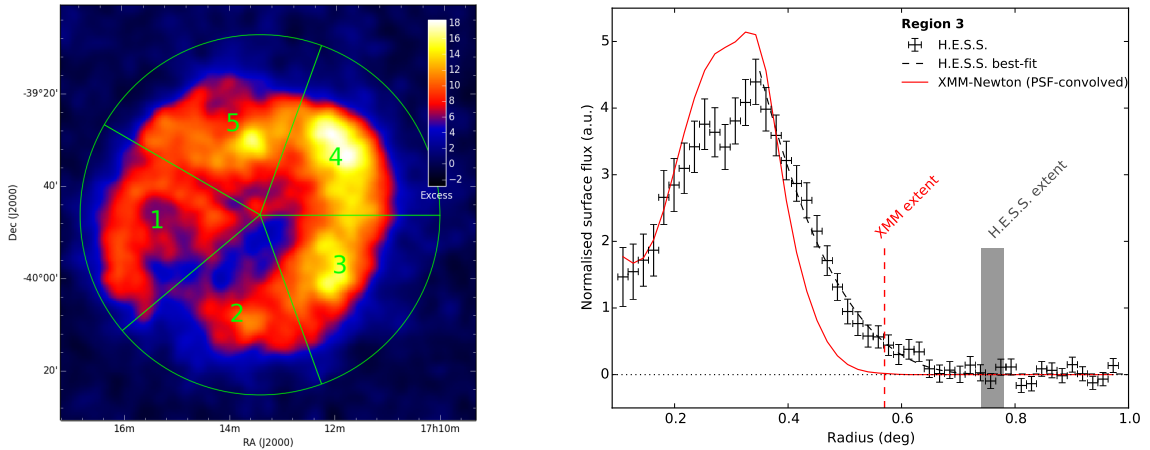 18
16
14
12
10
8
6
4
2
0
−2
Excess
-39°20'
40'
-40°00'
20'
Dec (J2000)
16m
14m
12m
17h10m
RA (J2000)
5
4
1
3
2
Region 3
H.E.S.S.
H.E.S.S. best-fit
XMM-Newton (PSF-convolved)
XMM extent
H.E.S.S. extent
Normalised surface flux (a.u.)
5
4
3
2
1
0
0.2
0.4
0.6
0.8
1.0
Radius (deg)